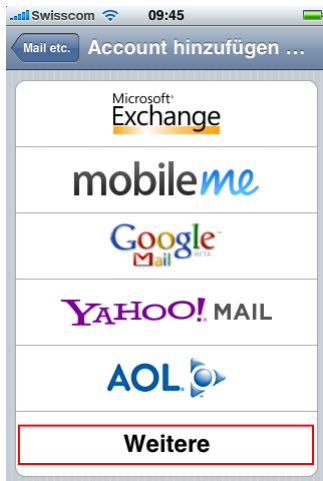 Swisscom 09:45
Mail etc. Account hinzufügen ...
Microsoft®
Exchange
mobileme
Google
Mail BETA
YAHOO! MAIL
AOL
Weitere